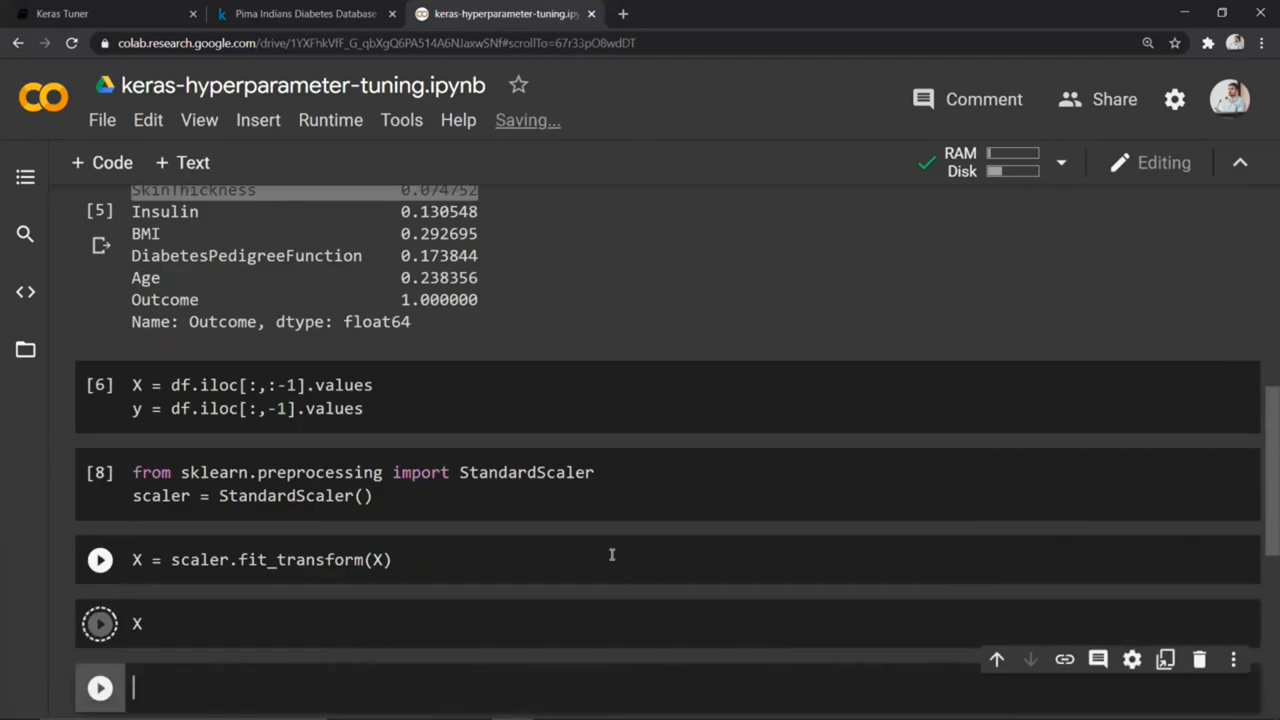 Keras Tuner
Pima Indians Diabetes Database
keras-hyperparameter-tuning.ipyn
colab.research.google.com/drive/1YXFhkVfF_G_qbXgQ6PA514A6NJaxwSNf#scrollTo=67r33pO8wdDT
keras-hyperparameter-tuning.ipynb
Comment
Share
File Edit View Insert Runtime Tools Help Saving...
+ Code + Text
RAM
Disk
Editing
SkinThickness 0.074752
[5] Insulin 0.130548
BMI 0.292695
DiabetesPedigreeFunction 0.173844
Age 0.238356
Outcome 1.000000
Name: Outcome, dtype: float64
[6] X = df.iloc[:,:-1].values
y = df.iloc[:,-1].values
[8] from sklearn.preprocessing import StandardScaler
scaler = StandardScaler()
X = scaler.fit_transform(X)
X